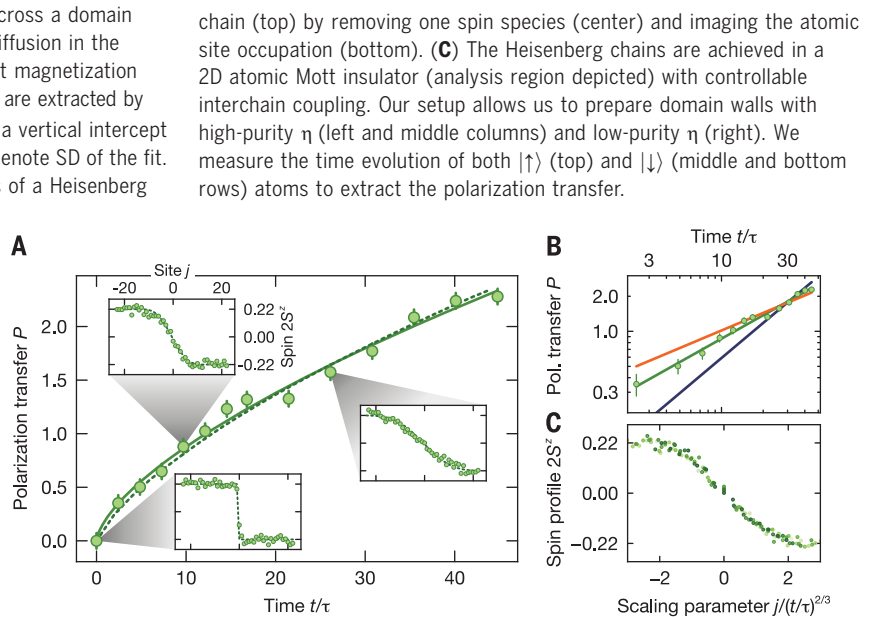 cross a domain
iffusion in the
t magnetization
are extracted by
a vertical intercept
enote SD of the fit.
s of a Heisenberg
chain (top) by removing one spin species (center) and imaging the atomic
site occupation (bottom). (C) The Heisenberg chains are achieved in a
2D atomic Mott insulator (analysis region depicted) with controllable
interchain coupling. Our setup allows us to prepare domain walls with
high-purity η (left and middle columns) and low-purity η (right). We
measure the time evolution of both |↑⟩ (top) and |↓⟩ (middle and bottom
rows) atoms to extract the polarization transfer.
A
Site j
-20 0 20
0.22
0.00
-0.22
Spin 2Sᶻ
Polarization transfer P
2.0
1.5
1.0
0.5
0.0
0 10 20 30 40
Time t/τ
B
Time t/τ
3 10 30
Pol. transfer P
2.0
1.0
0.3
C
Spin profile 2Sᶻ
0.22
0.00
−0.22
−2 0 2
Scaling parameter j/(t/τ)²ᐟ³